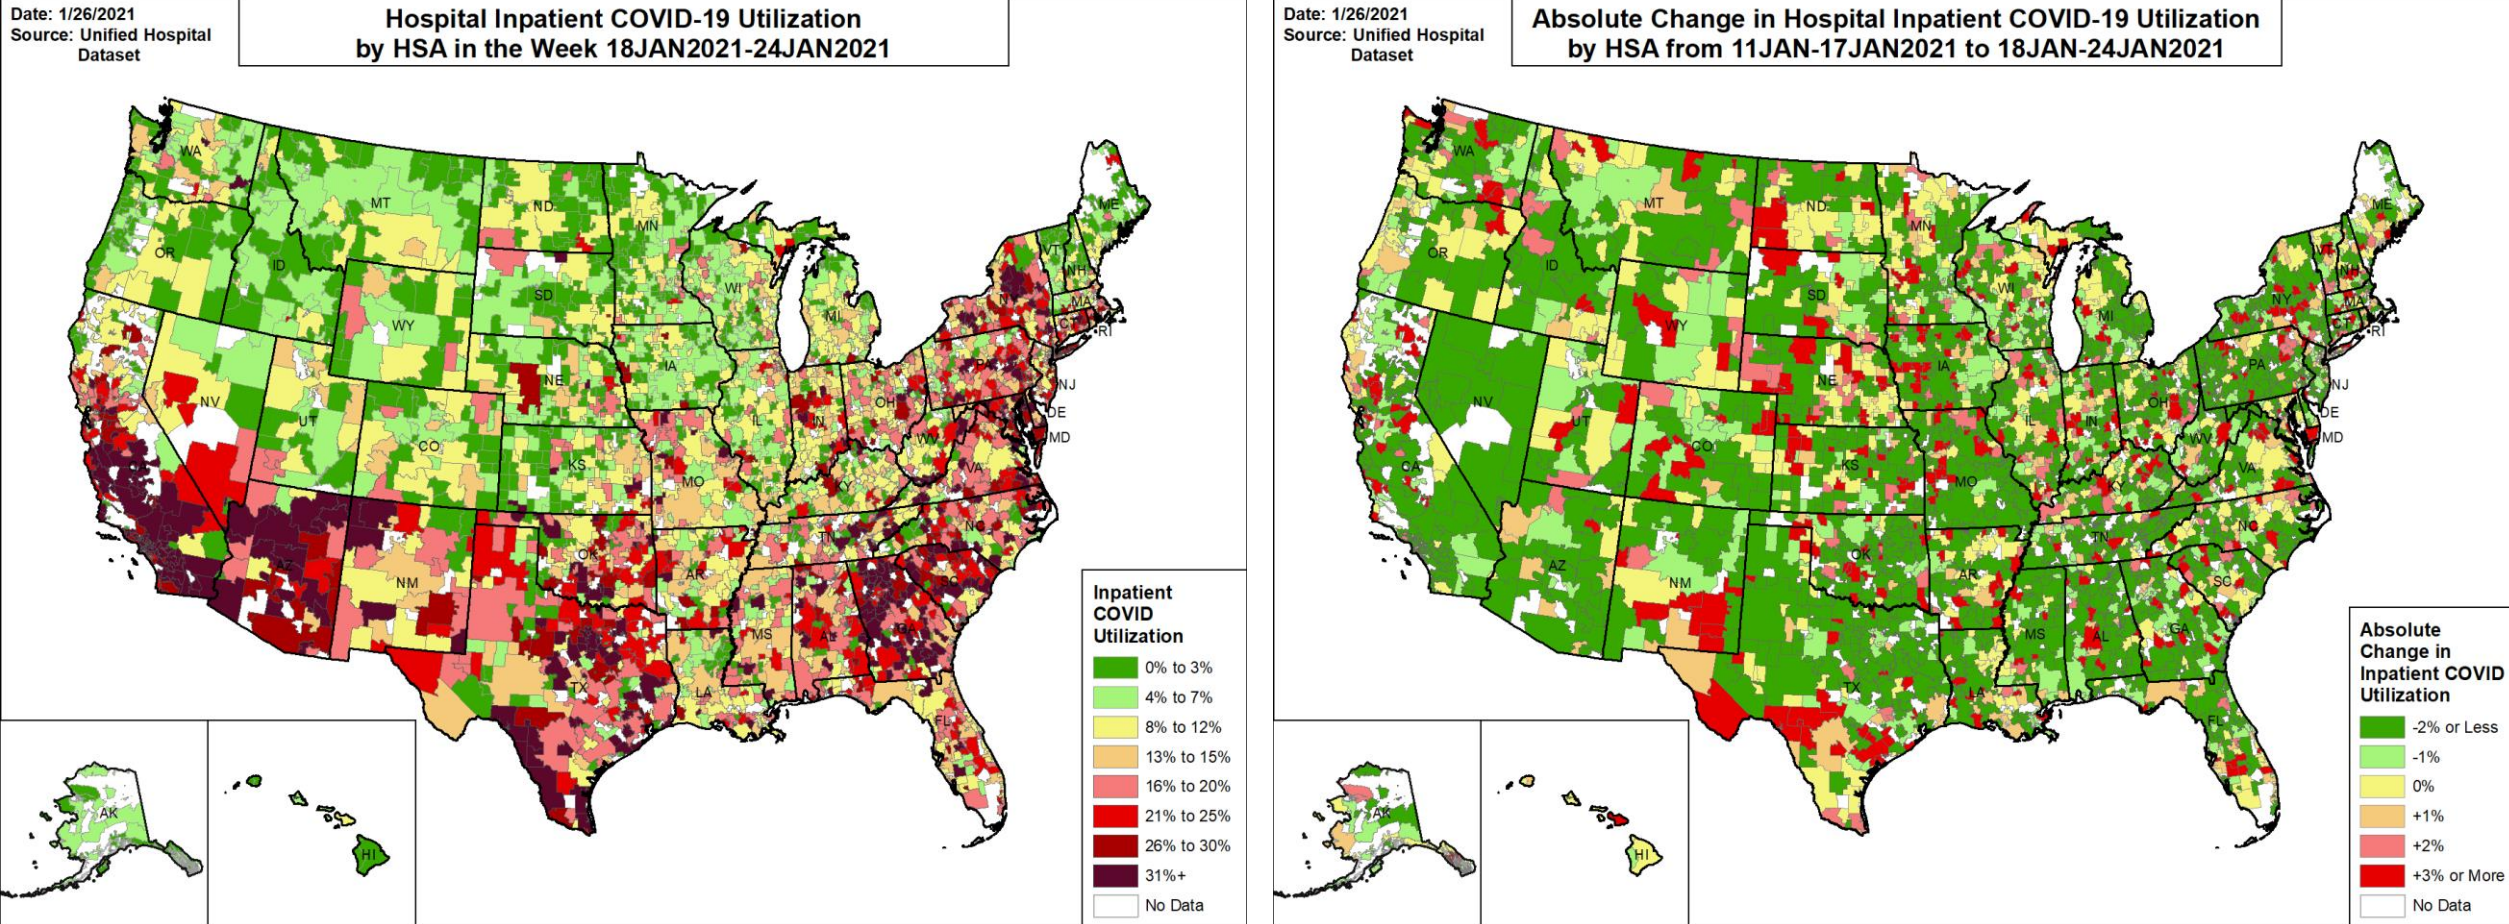 Date: 1/26/2021
Source: Unified Hospital
Dataset
Hospital Inpatient COVID-19 Utilization
by HSA in the Week 18JAN2021-24JAN2021
WA
MT
ND
MN
ME
OR
ID
SD
WI
VT
NH
WY
MI
MA
CT
RI
NV
NE
IA
PA
NJ
UT
CO
IL
IN
OH
DE
MD
KS
MO
WV
VA
KY
AZ
NM
OK
AR
TN
NC
SC
MS
AL
GA
TX
LA
FL
AK
HI
Inpatient
COVID
Utilization
0% to 3%
4% to 7%
8% to 12%
13% to 15%
16% to 20%
21% to 25%
26% to 30%
31%+
No Data
Date: 1/26/2021
Source: Unified Hospital
Dataset
Absolute Change in Hospital Inpatient COVID-19 Utilization
by HSA from 11JAN-17JAN2021 to 18JAN-24JAN2021
WA
MT
ND
MN
ME
OR
ID
SD
WI
VT
NH
WY
MI
NY
MA
CT
RI
NV
NE
IA
PA
NJ
UT
CO
IL
IN
OH
DE
MD
CA
KS
MO
WV
VA
KY
AZ
NM
OK
AR
TN
NC
SC
MS
AL
GA
TX
LA
FL
AK
HI
Absolute
Change in
Inpatient COVID
Utilization
-2% or Less
-1%
0%
+1%
+2%
+3% or More
No Data